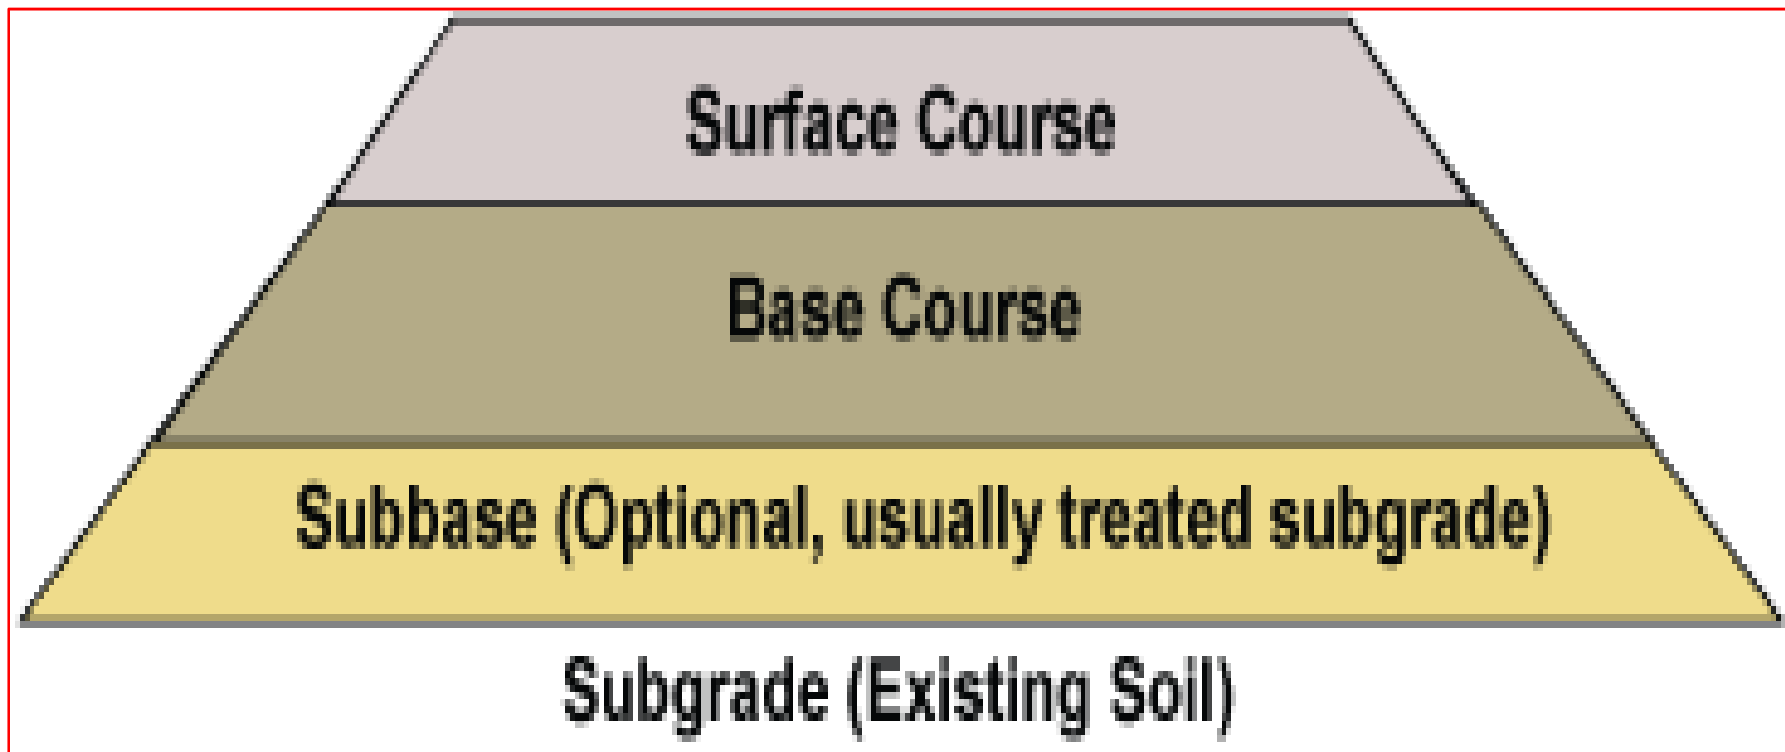 Surface Course
Base Course
Subbase (Optional, usually treated subgrade)
Subgrade (Existing Soil)